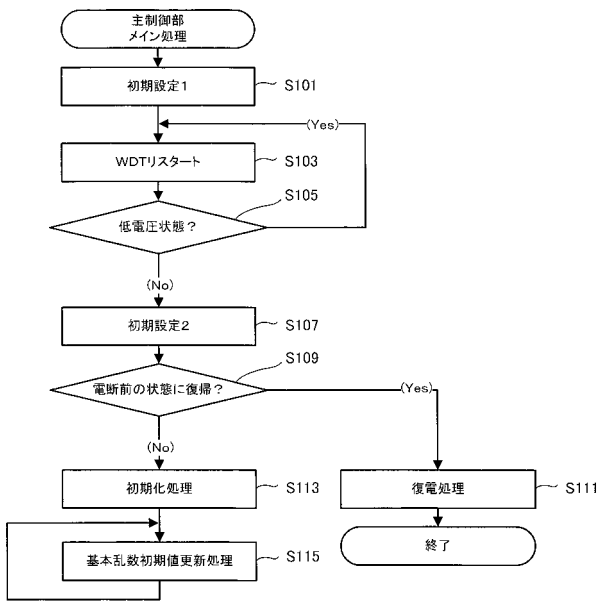 主制御部
メイン処理
初期設定1
S101
(Yes)
WDTリスタート
S103
低電圧状態?
S105
(No)
初期設定2
S107
電断前の状態に復帰?
S109
(Yes)
(No)
初期化処理
S113
復電処理
S111
基本乱数初期値更新処理
S115
終了